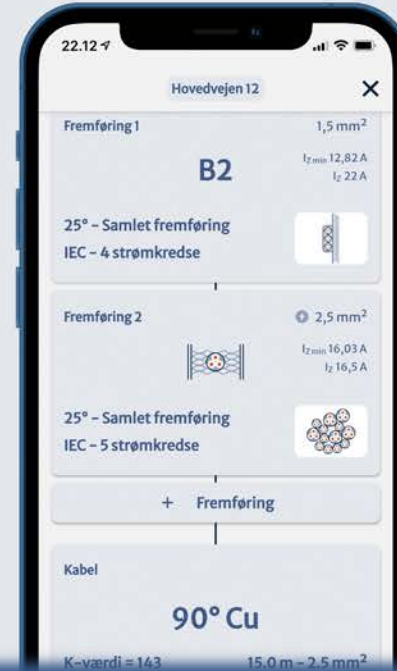 22.12
Hovedvejen 12
Fremføring 1
1,5 mm²
B2
Iz min 12,82 A
Iz 22 A
25° – Samlet fremføring
IEC – 4 strømkredse
Fremføring 2
2,5 mm²
Iz min 16,03 A
Iz 16,5 A
25° – Samlet fremføring
IEC – 5 strømkredse
+ Fremføring
Kabel
90° Cu
K-værdi = 143
15.0 m – 2.5 mm²